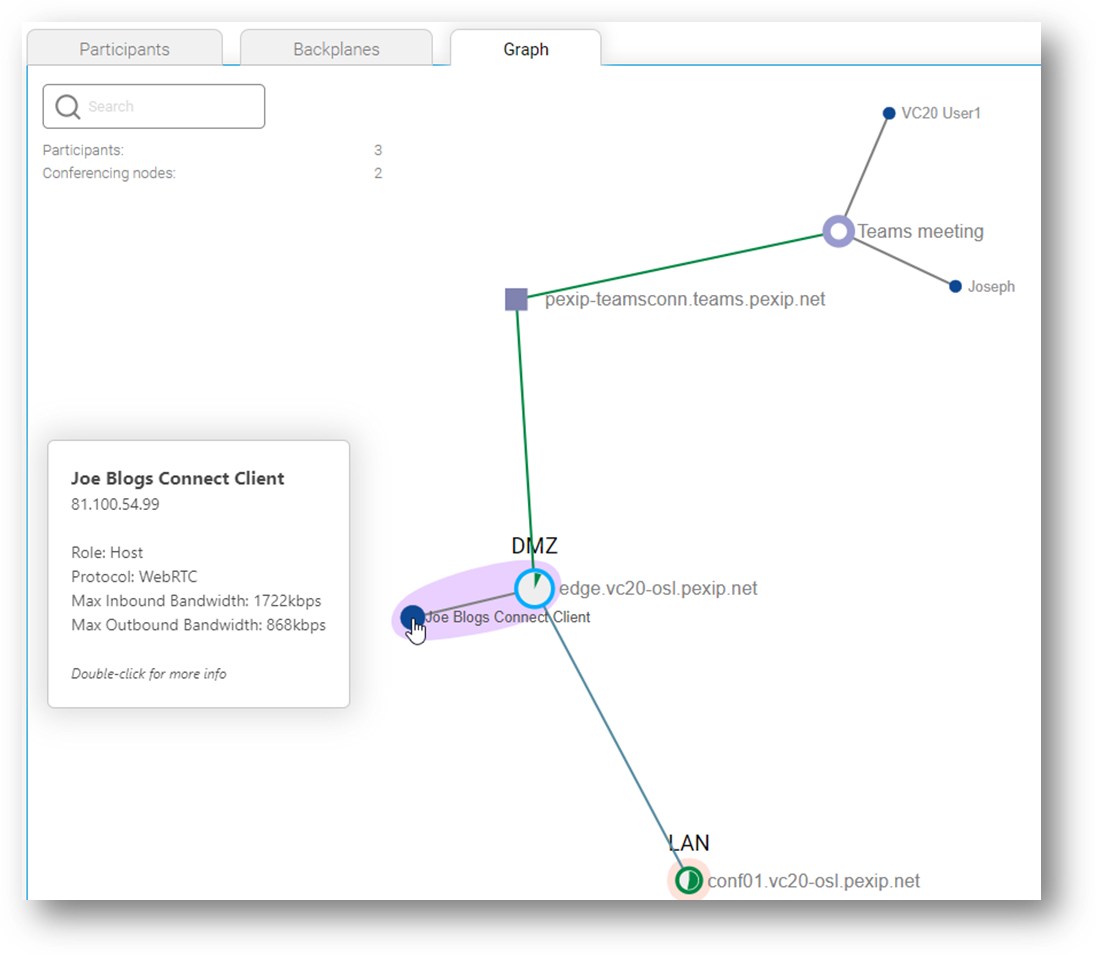 Participants
Backplanes
Graph
Search
Participants: 3
Conferencing nodes: 2
VC20 User1
Teams meeting
Joseph
pexip-teamsconn.teams.pexip.net
Joe Blogs Connect Client
81.100.54.99
Role: Host
Protocol: WebRTC
Max Inbound Bandwidth: 1722kbps
Max Outbound Bandwidth: 868kbps
Double-click for more info
DMZ
edge.vc20-osl.pexip.net
Joe Blogs Connect Client
LAN
conf01.vc20-osl.pexip.net